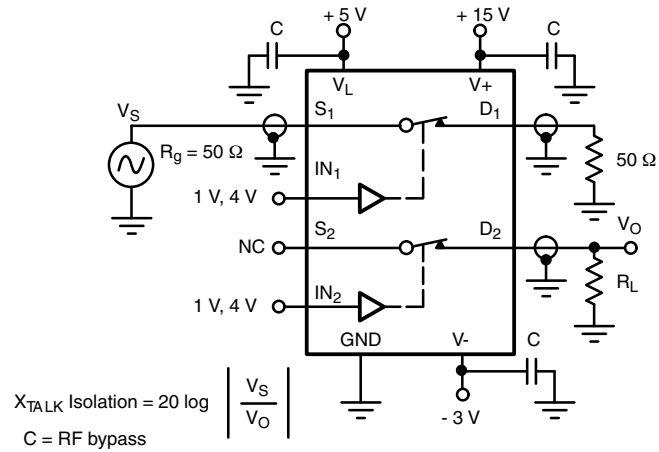 + 5 V
+ 15 V
C
C
V_L
V+
V_S
S_1
D_1
R_g = 50 Ω
IN_1
50 Ω
1 V, 4 V
S_2
D_2
V_O
NC
IN_2
R_L
1 V, 4 V
GND
V-
C
X_TALK Isolation = 20 log | V_S / V_O |
- 3 V
C = RF bypass